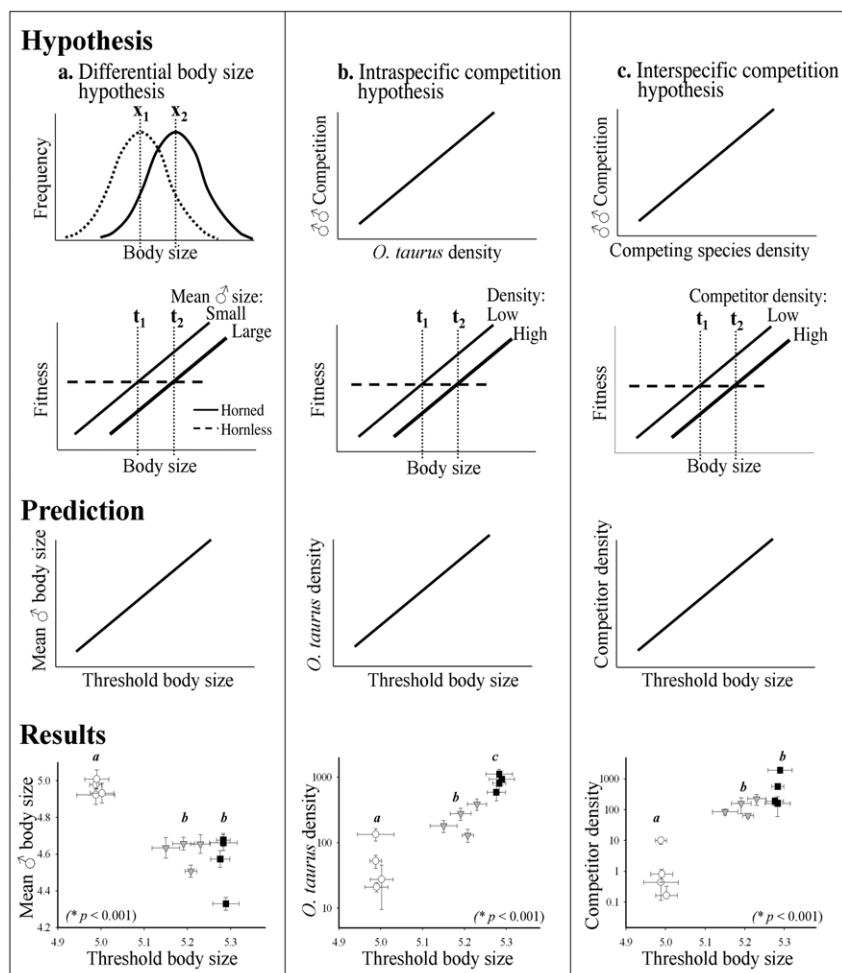 Hypothesis
a. Differential body size
hypothesis
x1 x2
Frequency
Body size
b. Intraspecific competition
hypothesis
♂♂ Competition
O. taurus density
c. Interspecific competition
hypothesis
♂♂ Competition
Competing species density
Mean ♂ size:
t1 t2 Small
Large
Fitness
Horned
Hornless
Body size
Density:
t1 t2 Low
High
Fitness
Body size
Competitor density:
t1 t2 Low
High
Fitness
Body size
Prediction
Mean ♂ body size
Threshold body size
O. taurus density
Threshold body size
Competitor density
Threshold body size
Results
a
b b
5.0
4.8
4.6
4.4
4.2
Mean ♂ body size
(* p < 0.001)
4.9 5.0 5.1 5.2 5.3
Threshold body size
c
b
a
1000
100
10
O. taurus density
(* p < 0.001)
4.9 5.0 5.1 5.2 5.3
Threshold body size
b
b
a
1000
100
10
1
0.1
Competitor density
(* p < 0.001)
4.9 5.0 5.1 5.2 5.3
Threshold body size